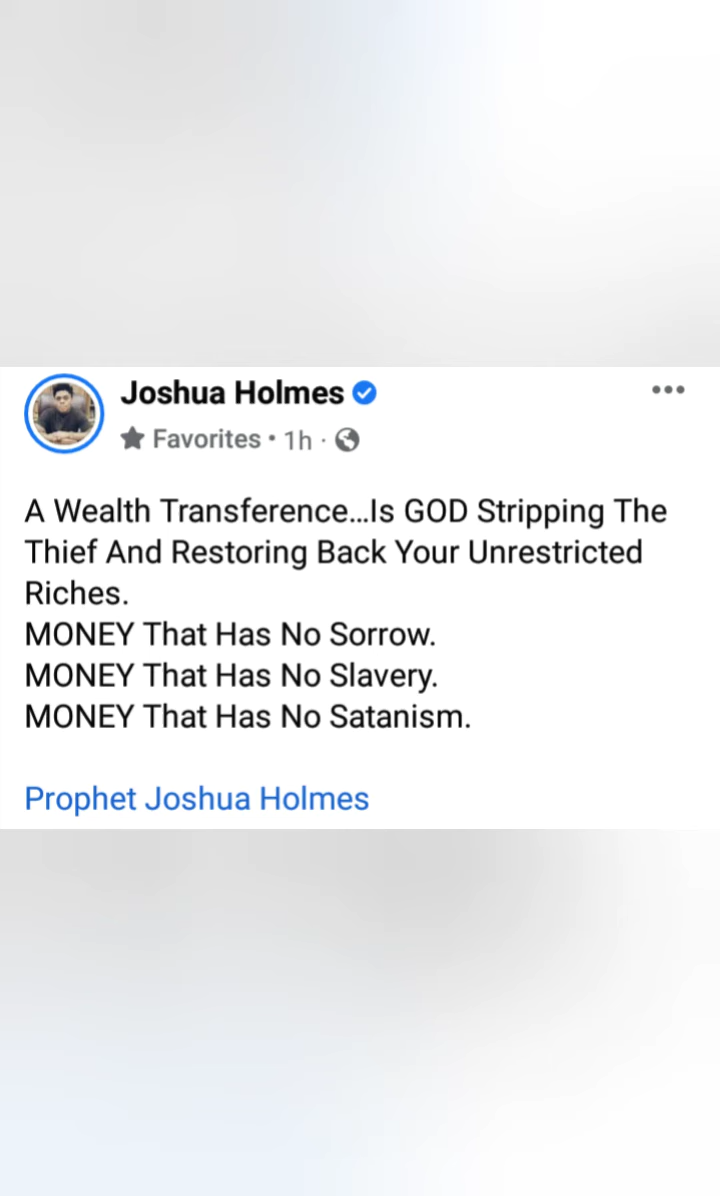 Joshua Holmes
Favorites • 1h ·
A Wealth Transference...Is GOD Stripping The
Thief And Restoring Back Your Unrestricted
Riches.
MONEY That Has No Sorrow.
MONEY That Has No Slavery.
MONEY That Has No Satanism.
Prophet Joshua Holmes